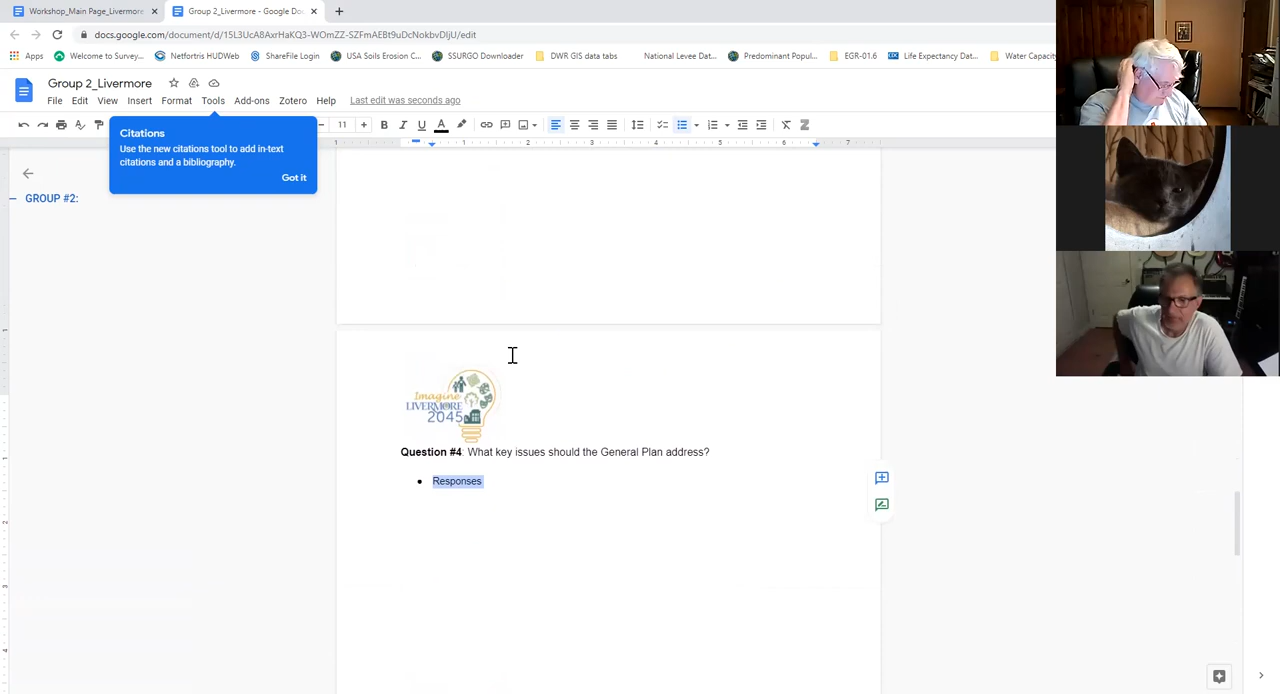 Workshop_Main Page_Livermore
Group 2_Livermore - Google Doc
docs.google.com/document/d/15L3UcA8AxrHaKQ3-WOmZZ-SZFmAEBt9uDcNokbvDIjU/edit
Apps Welcome to Survey... Netfortris HUDWeb ShareFile Login USA Soils Erosion C... SSURGO Downloader DWR GIS data tabs National Levee Dat... Predominant Popul... EGR-01.6 Life Expectancy Dat... Water Capacity
Group 2_Livermore
File Edit View Insert Format Tools Add-ons Zotero Help Last edit was seconds ago
11
Citations
Use the new citations tool to add in-text
citations and a bibliography.
Got it
GROUP #2:
Imagine
LIVERMORE
2045
Question #4: What key issues should the General Plan address?
• Responses